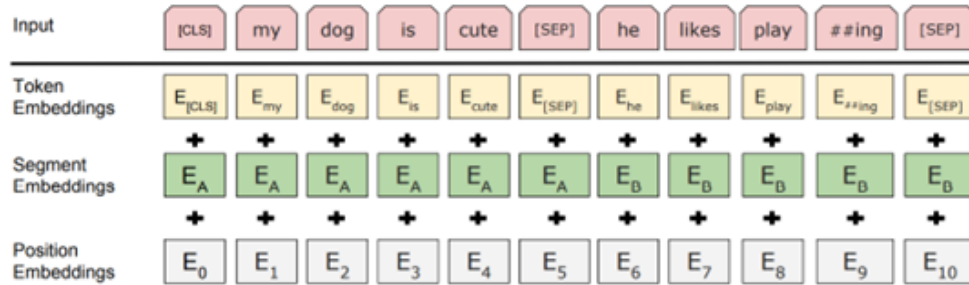 Input [CLS] my dog is cute [SEP] he likes play ##ing [SEP]
Token
Embeddings
E[CLS] Emy Edog Eis Ecute E[SEP] Ehe Elikes Eplay E##ing E[SEP]
+ + + + + + + + + + +
Segment
Embeddings
EA EA EA EA EA EA EB EB EB EB EB
+ + + + + + + + + + +
Position
Embeddings
E0 E1 E2 E3 E4 E5 E6 E7 E8 E9 E10